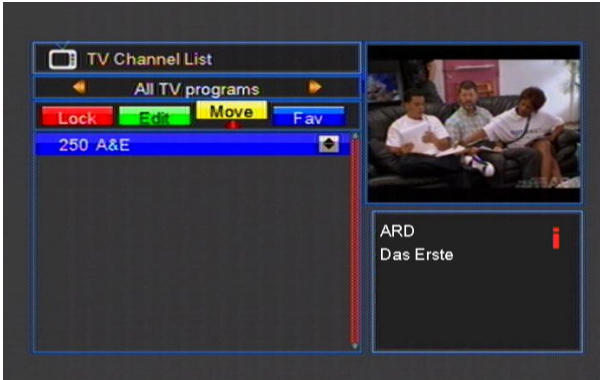 TV Channel List
All TV programs
Lock Edit Move Fav
250 A&E
ARD
Das Erste